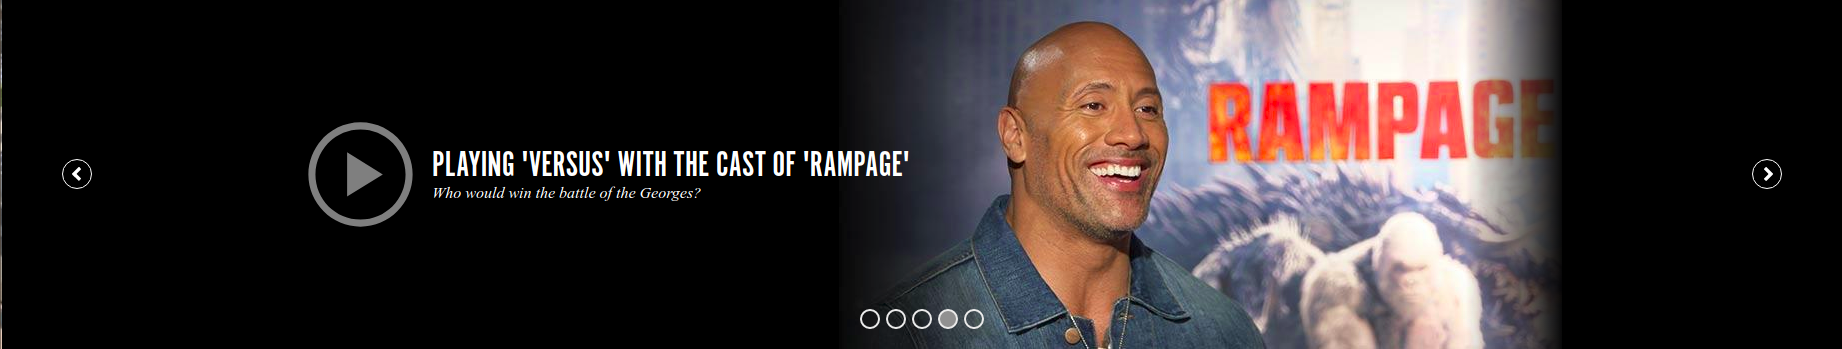 PLAYING 'VERSUS' WITH THE CAST OF 'RAMPAGE'
Who would win the battle of the Georges?
RAMPAGE